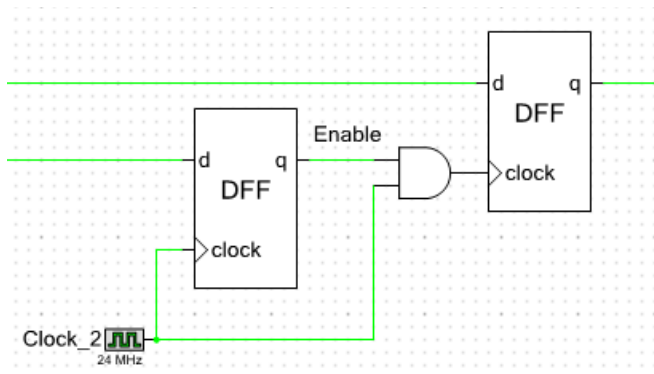 d q
DFF
clock
Enable
d q
DFF
clock
Clock_2
24 MHz